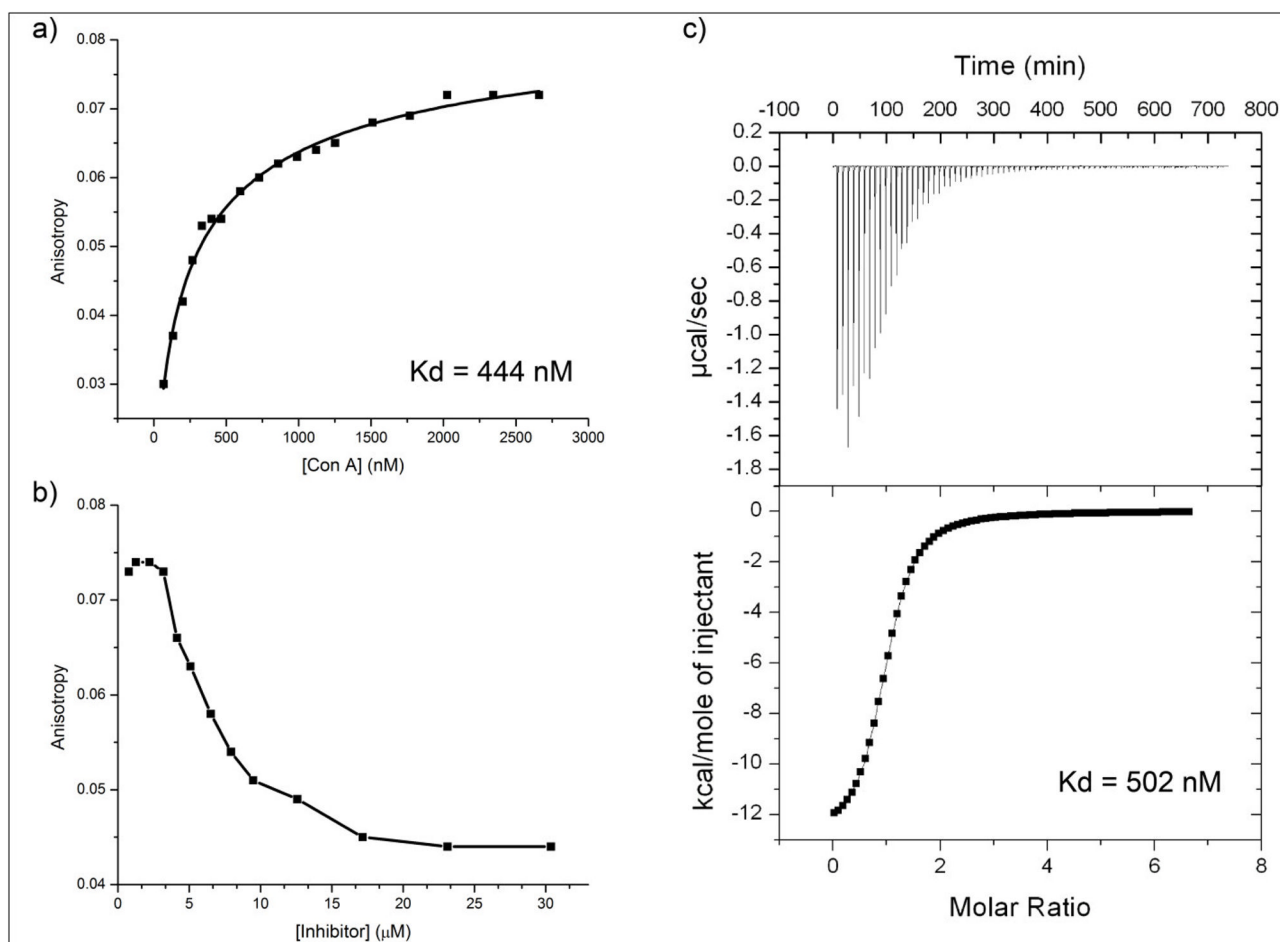 a)
0.08
0.07
0.06
0.05
0.04
0.03
Anisotropy
Kd = 444 nM
0 500 1000 1500 2000 2500 3000
[Con A] (nM)
b)
0.08
0.07
0.06
0.05
0.04
Anisotropy
0 5 10 15 20 25 30
[Inhibitor] (μM)
c)
Time (min)
-100 0 100 200 300 400 500 600 700 800
0.2
0.0
-0.2
-0.4
-0.6
-0.8
-1.0
-1.2
-1.4
-1.6
-1.8
µcal/sec
0
-2
-4
-6
-8
-10
-12
kcal/mole of injectant
Kd = 502 nM
0 2 4 6 8
Molar Ratio